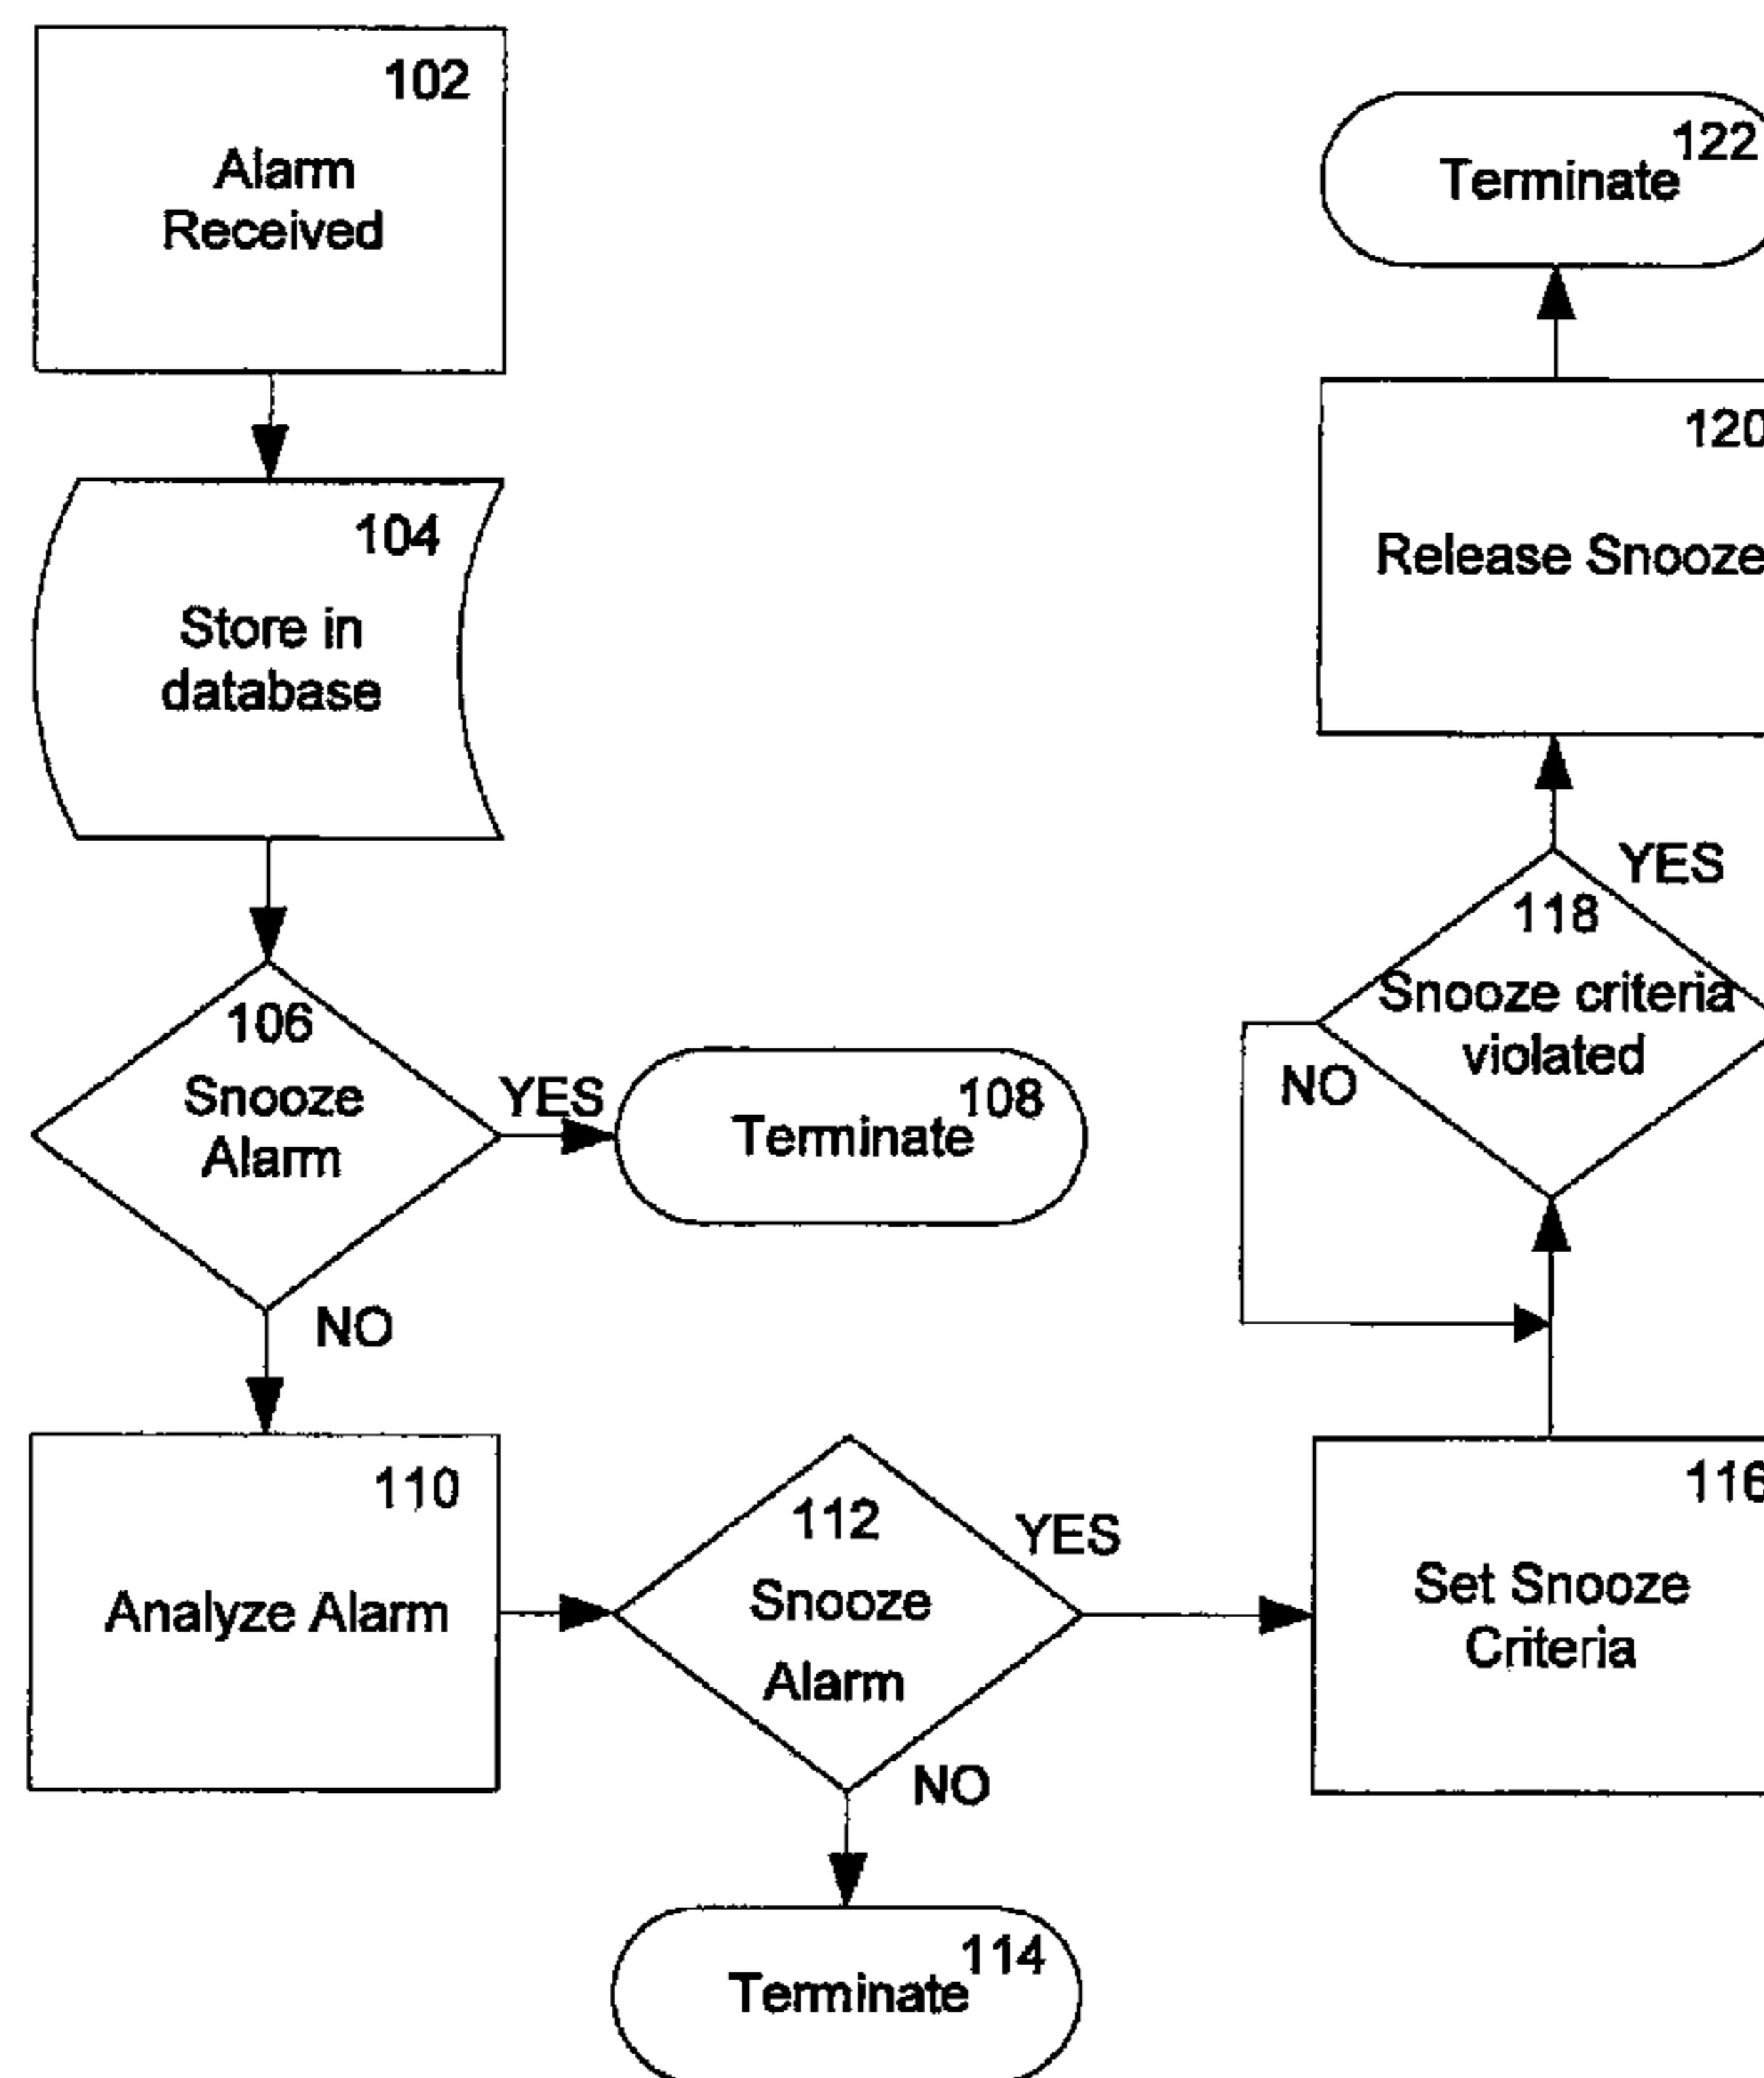 102
Alarm
Received
104
Store in
database
106
Snooze
Alarm
YES
108
Terminate
NO
110
Analyze Alarm
112
Snooze
Alarm
YES
NO
114
Terminate
116
Set Snooze
Criteria
118
Snooze criteria
violated
YES
NO
120
Release Snooze
122
Terminate